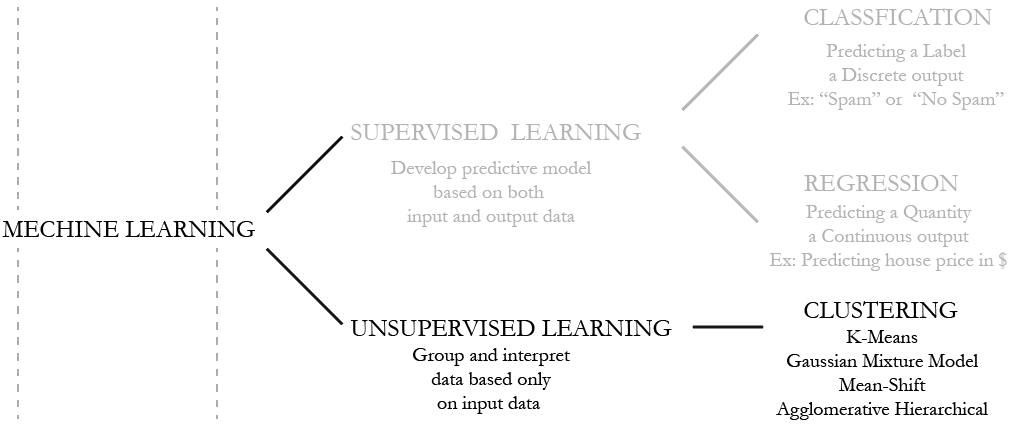 MECHINE LEARNING
SUPERVISED LEARNING
Develop predictive model
based on both
input and output data
CLASSFICATION
Predicting a Label
a Discrete output
Ex: “Spam” or “No Spam”
REGRESSION
Predicting a Quantity
a Continuous output
Ex: Predicting house price in $
UNSUPERVISED LEARNING
Group and interpret
data based only
on input data
CLUSTERING
K-Means
Gaussian Mixture Model
Mean-Shift
Agglomerative Hierarchical